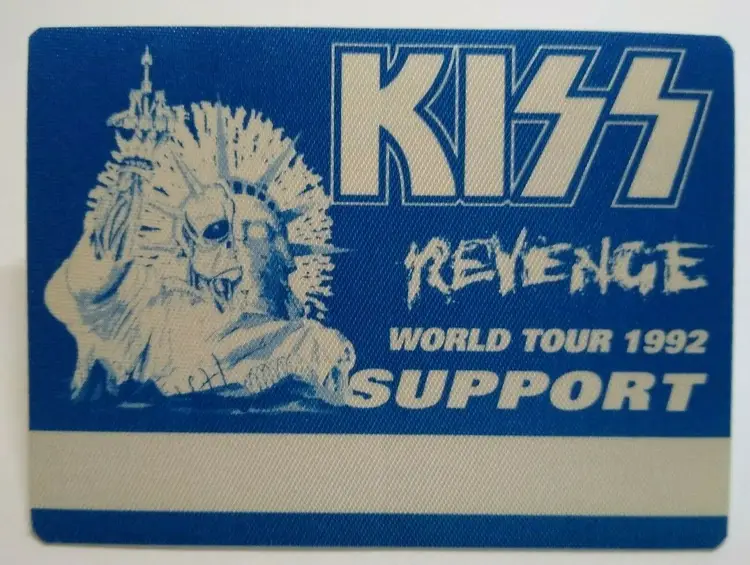 KISS
REVENGE
WORLD TOUR 1992
SUPPORT